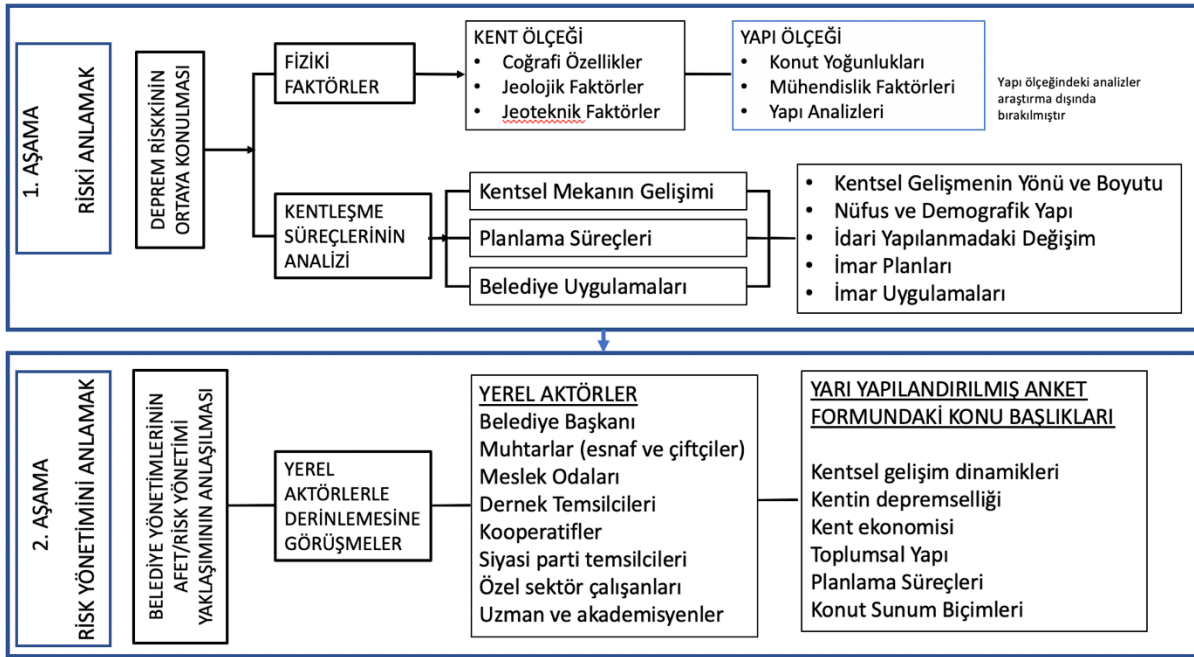 1. AŞAMA
RİSKİ ANLAMAK
DEPREM RİSKKİNİN
ORTAYA KONULMASI
FİZİKİ
FAKTÖRLER
KENT ÖLÇEĞİ
• Coğrafi Özellikler
• Jeolojik Faktörler
• Jeoteknik Faktörler
YAPI ÖLÇEĞİ
• Konut Yoğunlukları
• Mühendislik Faktörleri
• Yapı Analizleri
Yapı ölçeğindeki analizler
araştırma dışında
bırakılmıştır
KENTLEŞME
SÜREÇLERİNİN
ANALİZİ
Kentsel Mekanın Gelişimi
Planlama Süreçleri
Belediye Uygulamaları
• Kentsel Gelişmenin Yönü ve Boyutu
• Nüfus ve Demografik Yapı
• İdari Yapılanmadaki Değişim
• İmar Planları
• İmar Uygulamaları
2. AŞAMA
RİSK YÖNETİMİNİ ANLAMAK
BELEDİYE YÖNETİMLERİNİN
AFET/RİSK YÖNETİMİ
YAKLAŞIMININ ANLAŞILMASI
YEREL
AKTÖRLERLE
DERİNLEMESİNE
GÖRÜŞMELER
YEREL AKTÖRLER
Belediye Başkanı
Muhtarlar (esnaf ve çiftçiler)
Meslek Odaları
Dernek Temsilcileri
Kooperatifler
Siyasi parti temsilcileri
Özel sektör çalışanları
Uzman ve akademisyenler
YARI YAPILANDIRILMIŞ ANKET
FORMUNDAKİ KONU BAŞLIKLARI
Kentsel gelişim dinamikleri
Kentin depremselliği
Kent ekonomisi
Toplumsal Yapı
Planlama Süreçleri
Konut Sunum Biçimleri